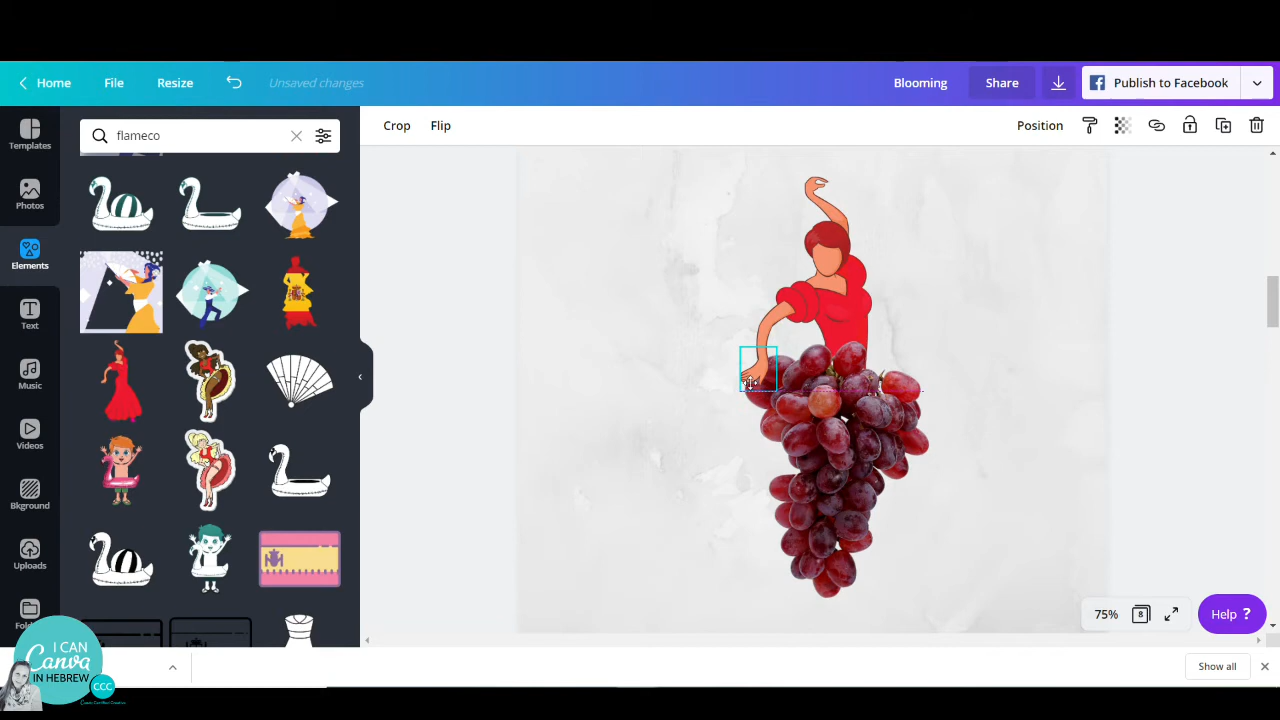 Home
File
Resize
Unsaved changes
Blooming
Share
Publish to Facebook
Templates
Photos
Elements
Text
Music
Videos
Bkground
Uploads
flameco
Crop
Flip
Position
75%
8
Help ?
I CAN
Canva
IN HEBREW
CCC
Show all